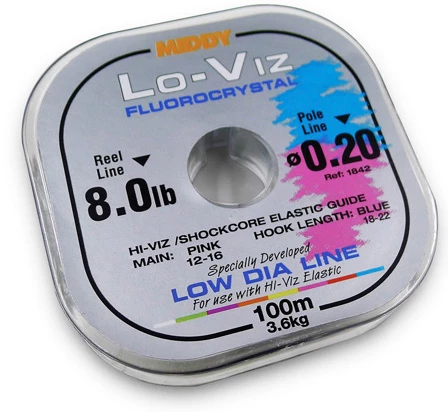 MIDDY
LO-VIZ
FLUOROCRYSTAL
Reel
Line
8.0lb
Pole
Line
ø0.20
Ref: 1842
HI-VIZ /SHOCKCORE ELASTIC GUIDE
MAIN: PINK HOOK LENGTH: BLUE
12-16 18-22
Specially Developed
LOW DIA LINE
For use with Hi-Viz Elastic
100m
3.6kg